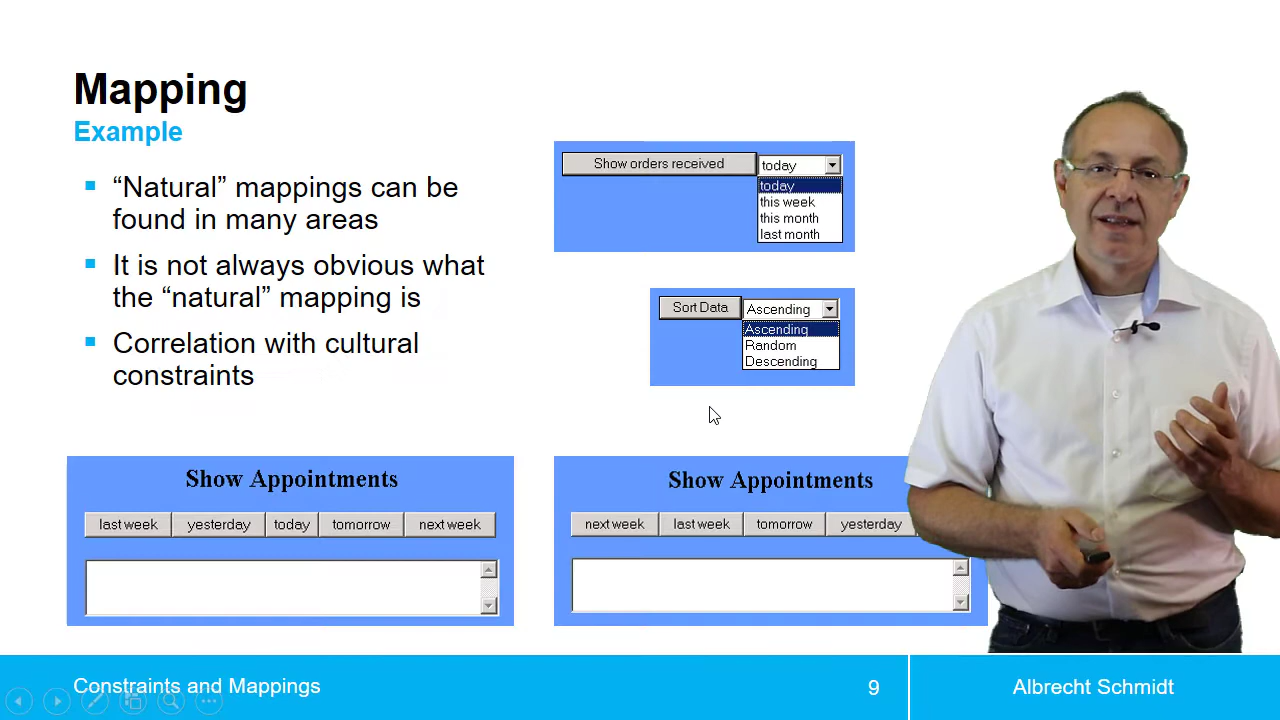 Mapping
Example
“Natural” mappings can be
found in many areas
It is not always obvious what
the “natural” mapping is
Correlation with cultural
constraints
Show orders received
today
today
this week
this month
last month
Sort Data
Ascending
Ascending
Random
Descending
Show Appointments
last week yesterday today tomorrow next week
Show Appointments
next week last week tomorrow yesterday
Constraints and Mappings
9
Albrecht Schmidt